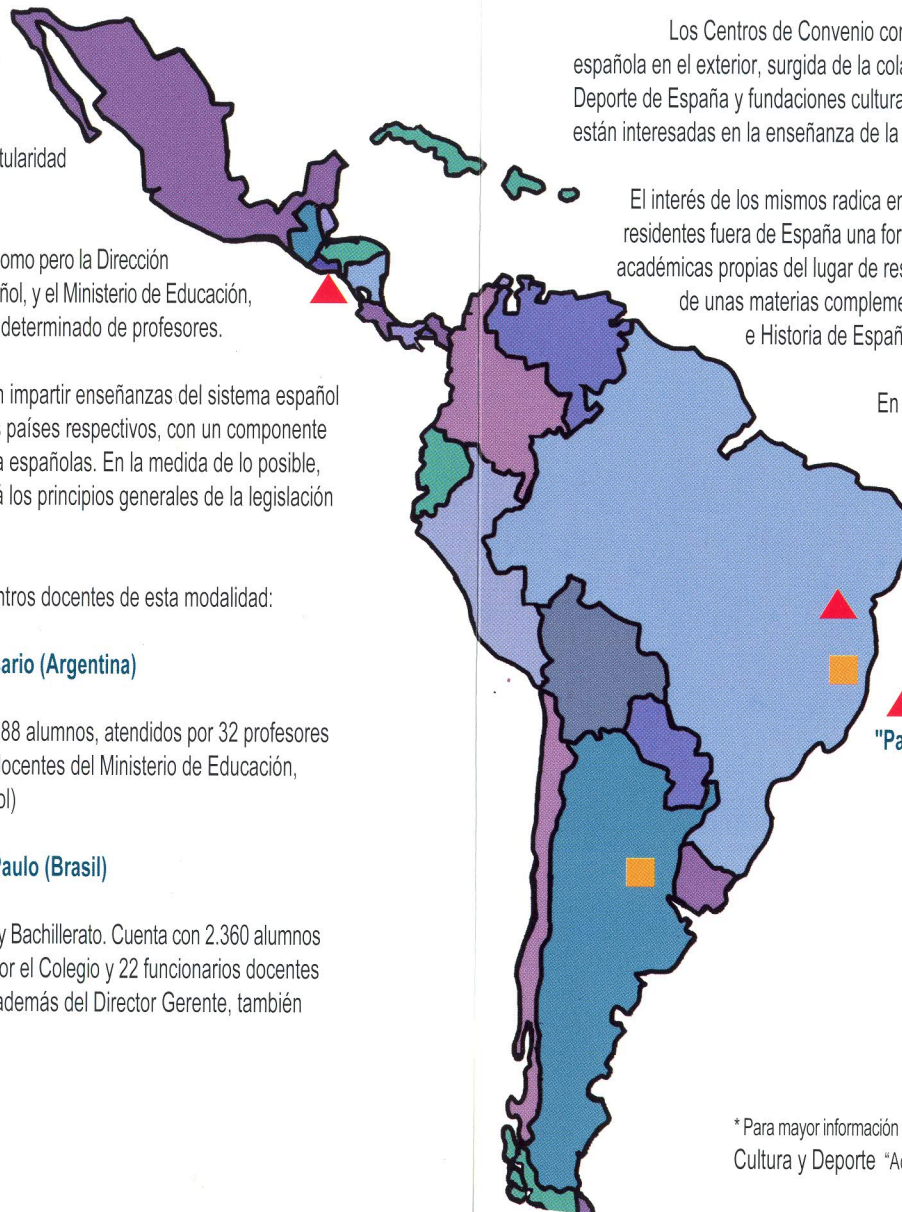 tularidad
omo pero la Dirección
ñol, y el Ministerio de Educación,
determinado de profesores.
n impartir enseñanzas del sistema español
s países respectivos, con un componente
a españolas. En la medida de lo posible,
á los principios generales de la legislación
ntros docentes de esta modalidad:
ario (Argentina)
88 alumnos, atendidos por 32 profesores
docentes del Ministerio de Educación,
ol)
Paulo (Brasil)
y Bachillerato. Cuenta con 2.360 alumnos
or el Colegio y 22 funcionarios docentes
además del Director Gerente, también
Los Centros de Convenio con
española en el exterior, surgida de la cola
Deporte de España y fundaciones cultura
están interesadas en la enseñanza de la
El interés de los mismos radica en
residentes fuera de España una for
académicas propias del lugar de res
de unas materias compleme
e Historia de Españ
En
"Pa
* Para mayor información
Cultura y Deporte “Ac